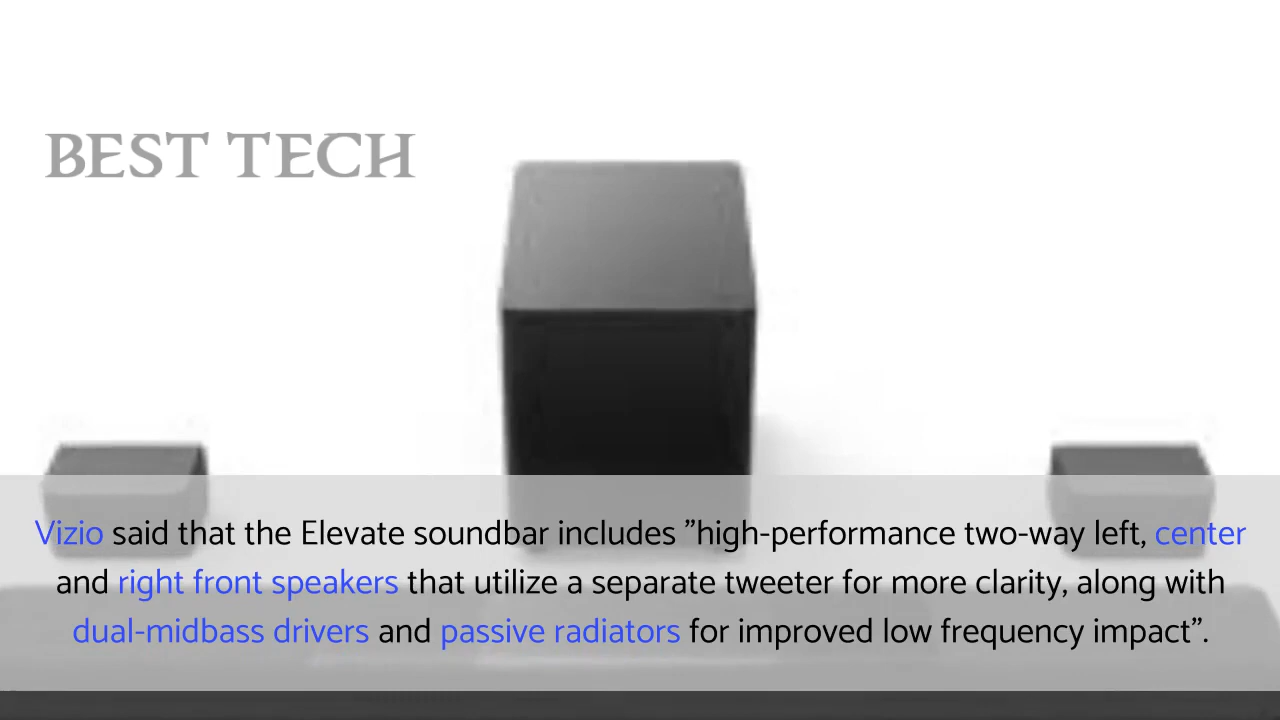 BEST TECH
Vizio said that the Elevate soundbar includes ”high-performance two-way left, center
and right front speakers that utilize a separate tweeter for more clarity, along with
dual-midbass drivers and passive radiators for improved low frequency impact”.